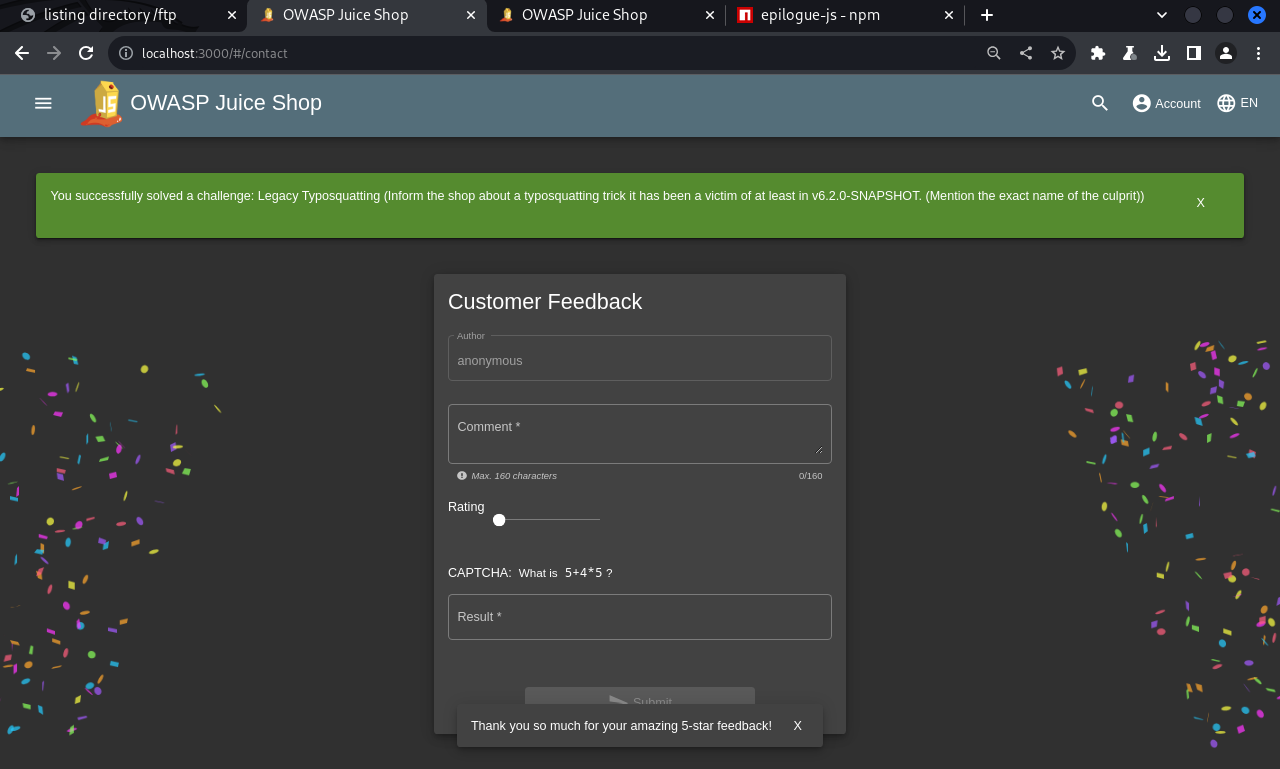 listing directory /ftp
OWASP Juice Shop
OWASP Juice Shop
epilogue-js - npm
localhost:3000/#/contact
OWASP Juice Shop
Account
EN
You successfully solved a challenge: Legacy Typosquatting (Inform the shop about a typosquatting trick it has been a victim of at least in v6.2.0-SNAPSHOT. (Mention the exact name of the culprit))
X
Customer Feedback
Author
anonymous
Comment *
Max. 160 characters
0/160
Rating
CAPTCHA: What is 5+4*5 ?
Result *
Submit
Thank you so much for your amazing 5-star feedback!
X